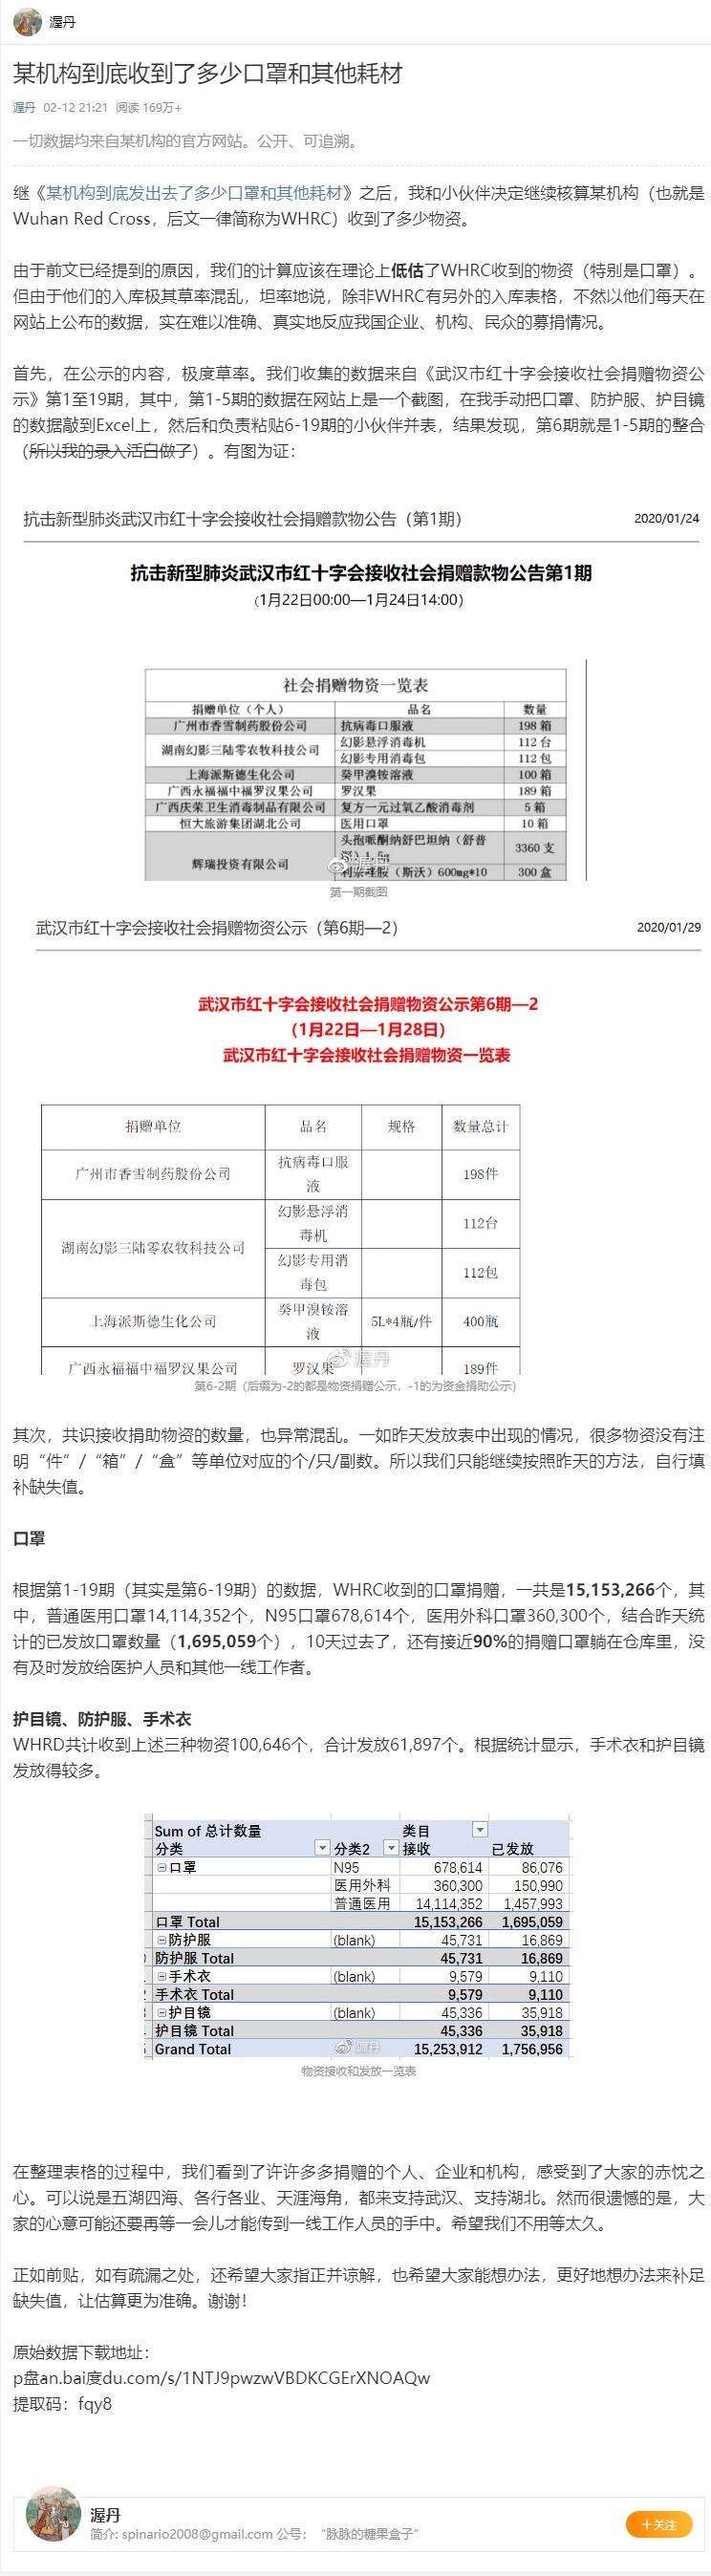 渥丹
某机构到底收到了多少口罩和其他耗材
渥丹 02-12 21:21 阅读 169万+
一切数据均来自某机构的官方网站。公开、可追溯。
继《某机构到底发出去了多少口罩和其他耗材》之后，我和小伙伴决定继续核算某机构（也就是
Wuhan Red Cross，后文一律简称为WHRC）收到了多少物资。
由于前文已经提到的原因，我们的计算应该在理论上低估了WHRC收到的物资（特别是口罩）。
但由于他们的入库极其草率混乱，坦率地说，除非WHRC有另外的入库表格，不然以他们每天在
网站上公布的数据，实在难以准确、真实地反应我国企业、机构、民众的募捐情况。
首先，在公示的内容，极度草率。我们收集的数据来自《武汉市红十字会接收社会捐赠物资公
示》第1至19期，其中，第1-5期的数据在网站上是一个截图，在我手动把口罩、防护服、护目镜
的数据敲到Excel上，然后和负责粘贴6-19期的小伙伴并表，结果发现，第6期就是1-5期的整合
（所以我的录入活白做了）。有图为证：
抗击新型肺炎武汉市红十字会接收社会捐赠款物公告（第1期） 2020/01/24
抗击新型肺炎武汉市红十字会接收社会捐赠款物公告第1期
（1月22日00:00—1月24日14:00）
社会捐赠物资一览表
捐赠单位（个人） 品名 数量
广州市香雪制药股份公司 抗病毒口服液 198 箱
湖南幻影三陆零农牧科技公司 幻影悬浮消毒机 112 台
幻影专用消毒包 112 包
上海派斯德生化公司 癸甲溴铵溶液 100 箱
广西永福福中福罗汉果公司 罗汉果 189 箱
广西庆荣卫生消毒制品有限公司 复方一元过氧乙酸消毒剂 5 箱
恒大旅游集团湖北公司 医用口罩 10 箱
辉瑞投资有限公司 头孢哌酮纳舒巴坦纳（舒普
1.5g 3360 支
利奈唑胺（斯沃）600mg*10 300 盒
渥丹
第一期截图
武汉市红十字会接收社会捐赠物资公示（第6期—2） 2020/01/29
武汉市红十字会接收社会捐赠物资公示第6期—2
（1月22日—1月28日）
武汉市红十字会接收社会捐赠物资一览表
捐赠单位 品名 规格 数量总计
广州市香雪制药股份公司 抗病毒口服
液 198件
湖南幻影三陆零农牧科技公司 幻影悬浮消
毒机 112台
幻影专用消
毒包 112包
上海派斯德生化公司 癸甲溴铵溶
液 5L*4瓶/件 400瓶
广西永福福中福罗汉果公司 罗汉果 189件
渥丹
第6-2期（后缀为-2的都是物资捐赠公示，-1的为资金捐助公示）
其次，共识接收捐助物资的数量，也异常混乱。一如昨天发放表中出现的情况，很多物资没有注
明“件”/“箱”/“盒”等单位对应的个/只/副数。所以我们只能继续按照昨天的方法，自行填
补缺失值。
口罩
根据第1-19期（其实是第6-19期）的数据，WHRC收到的口罩捐赠，一共是15,153,266个，其
中，普通医用口罩14,114,352个，N95口罩678,614个，医用外科口罩360,300个，结合昨天统
计的已发放口罩数量（1,695,059个），10天过去了，还有接近90%的捐赠口罩躺在仓库里，没
有及时发放给医护人员和其他一线工作者。
护目镜、防护服、手术衣
WHRD共计收到上述三种物资100,646个，合计发放61,897个。根据统计显示，手术衣和护目镜
发放得较多。
Sum of 总计数量 类目
分类 分类2 接收 已发放
口罩 N95 678,614 86,076
医用外科 360,300 150,990
普通医用 14,114,352 1,457,993
口罩 Total 15,153,266 1,695,059
防护服 (blank) 45,731 16,869
防护服 Total 45,731 16,869
手术衣 (blank) 9,579 9,110
手术衣 Total 9,579 9,110
护目镜 (blank) 45,336 35,918
护目镜 Total 45,336 35,918
Grand Total 15,253,912 1,756,956
渥丹
物资接收和发放一览表
在整理表格的过程中，我们看到了许许多多捐赠的个人、企业和机构，感受到了大家的赤忱之
心。可以说是五湖四海、各行各业、天涯海角，都来支持武汉、支持湖北。然而很遗憾的是，大
家的心意可能还要再等一会儿才能传到一线工作人员的手中。希望我们不用等太久。
正如前贴，如有疏漏之处，还希望大家指正并谅解，也希望大家能想办法，更好地想办法来补足
缺失值，让估算更为准确。谢谢！
原始数据下载地址：
p盘an.bai度du.com/s/1NTJ9pwzwVBDKCGErXNOAQw
提取码：fqy8
渥丹
简介: spinario2008@gmail.com 公号：“脉脉的糖果盒子”
+关注